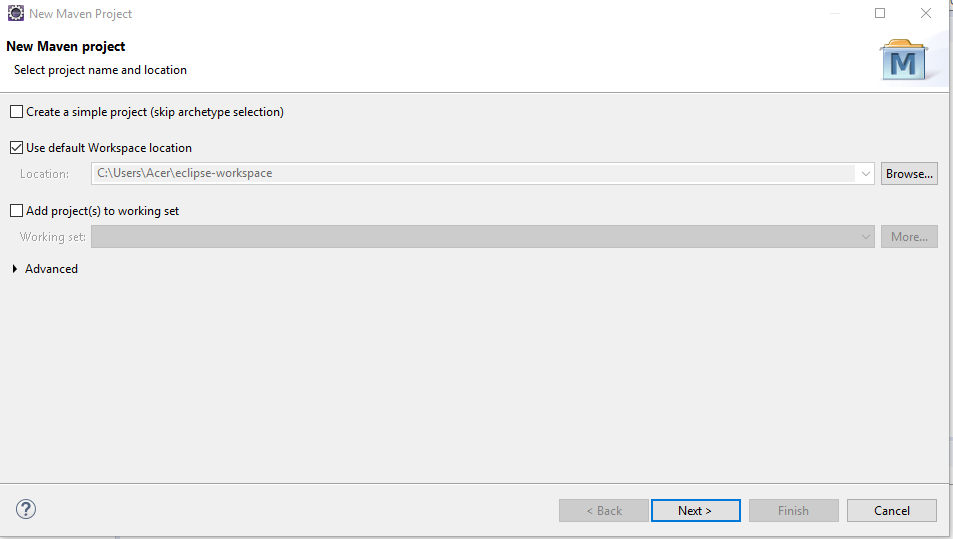 New Maven Project
New Maven project
Select project name and location
M
Create a simple project (skip archetype selection)
Use default Workspace location
Location: C:\Users\Acer\eclipse-workspace Browse...
Add project(s) to working set
Working set: More...
Advanced
? < Back Next > Finish Cancel